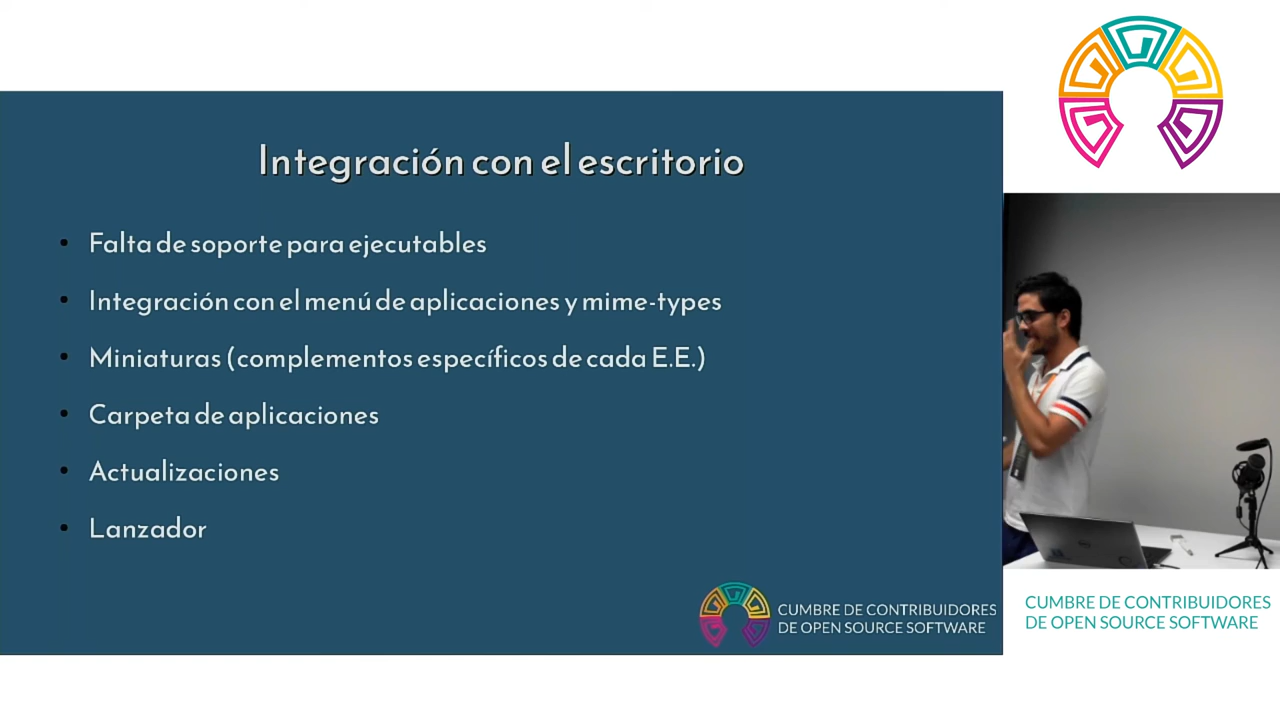 Integración con el escritorio
• Falta de soporte para ejecutables
• Integración con el menú de aplicaciones y mime-types
• Miniaturas (complementos específicos de cada E.E.)
• Carpeta de aplicaciones
• Actualizaciones
• Lanzador
CUMBRE DE CONTRIBUIDORES
DE OPEN SOURCE SOFTWARE
CUMBRE DE CONTRIBUIDORES
DE OPEN SOURCE SOFTWARE